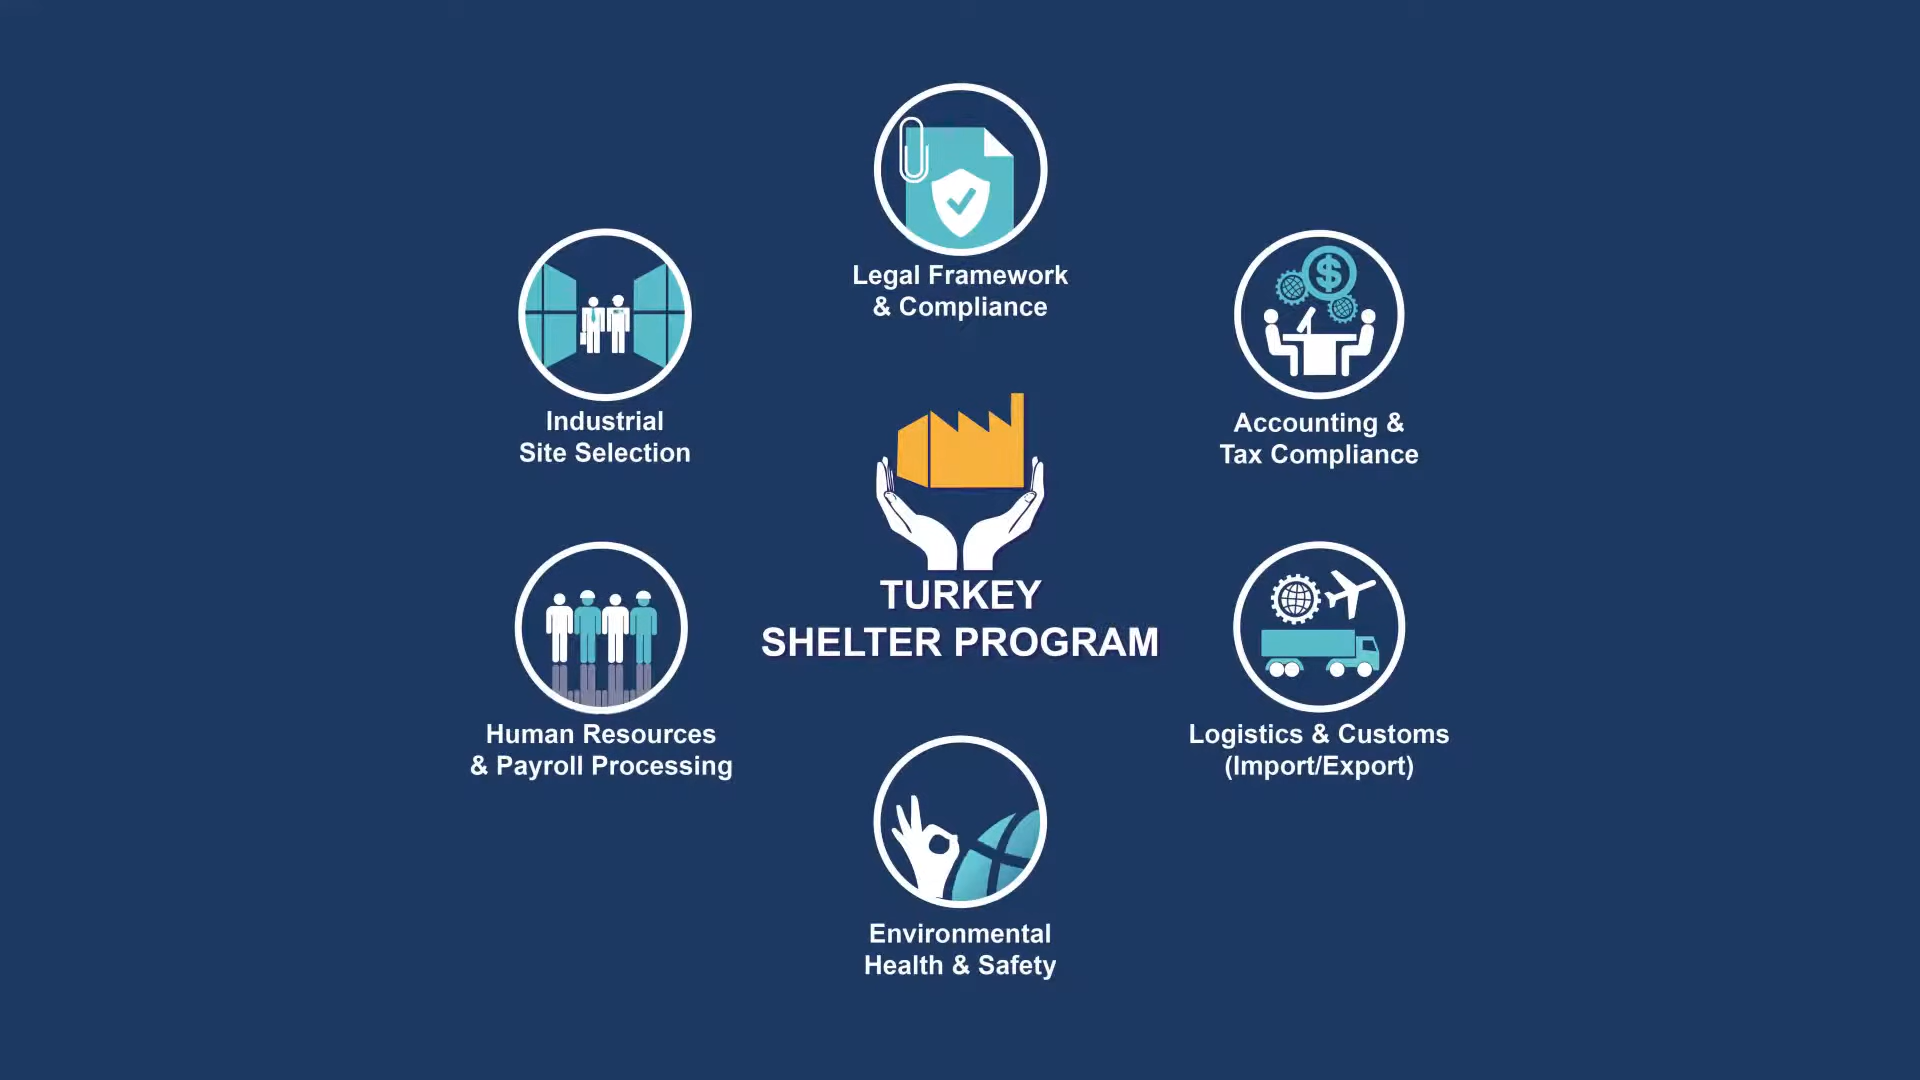 Legal Framework
& Compliance
Industrial
Site Selection
$
Accounting &
Tax Compliance
TURKEY
SHELTER PROGRAM
Human Resources
& Payroll Processing
Logistics & Customs
(Import/Export)
Environmental
Health & Safety